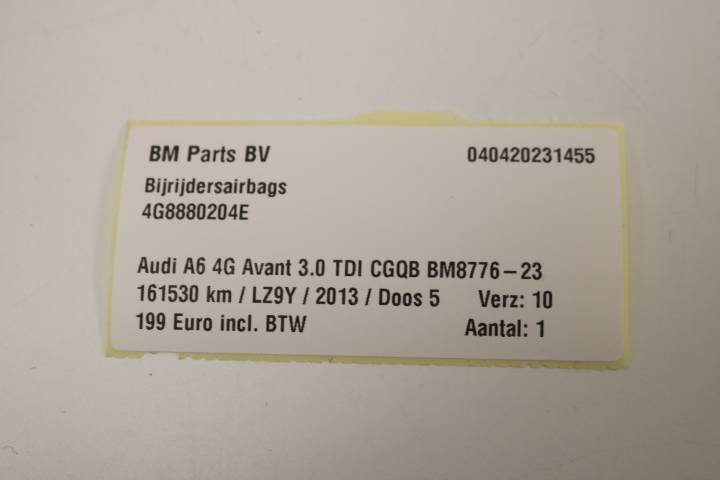 BM Parts BV 040420231455
Bijrijdersairbags
4G8880204E
Audi A6 4G Avant 3.0 TDI CGQB BM8776-23
161530 km / LZ9Y / 2013 / Doos 5 Verz: 10
199 Euro incl. BTW Aantal: 1